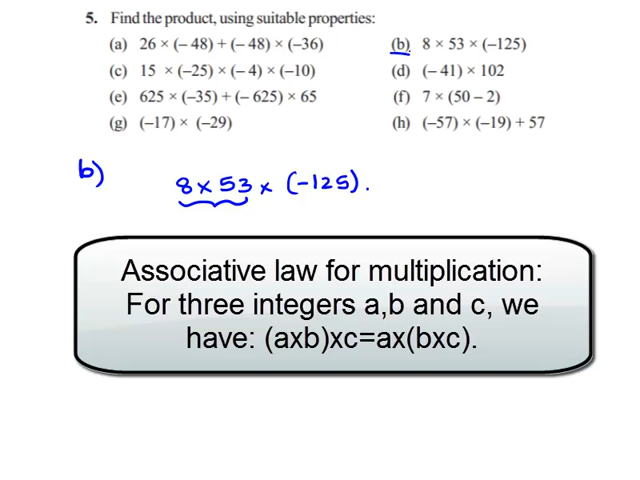 5. Find the product, using suitable properties:
(a) 26 × (– 48) + (– 48) × (–36) (b) 8 × 53 × (–125)
(c) 15 × (–25) × (– 4) × (–10) (d) (– 41) × 102
(e) 625 × (–35) + (– 625) × 65 (f) 7 × (50 – 2)
(g) (–17) × (–29) (h) (–57) × (–19) + 57
b) 8 × 53 × (-125).
Associative law for multiplication:
For three integers a,b and c, we
have: (axb)xc=ax(bxc).